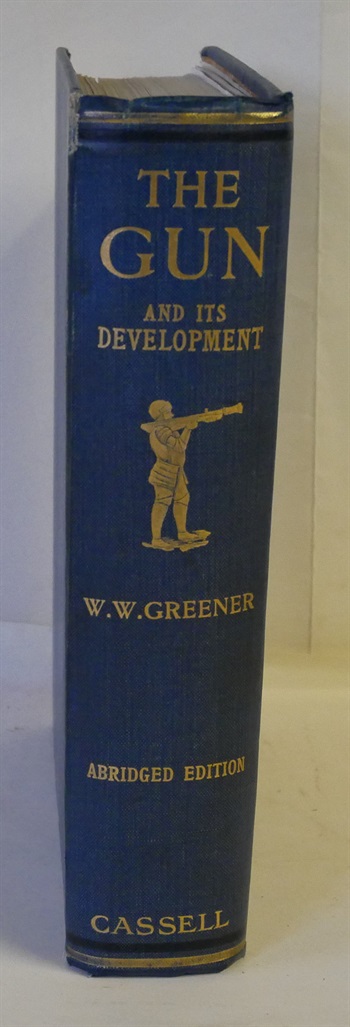 THE
GUN
AND ITS
DEVELOPMENT
W.W.GREENER
ABRIDGED EDITION
CASSELL